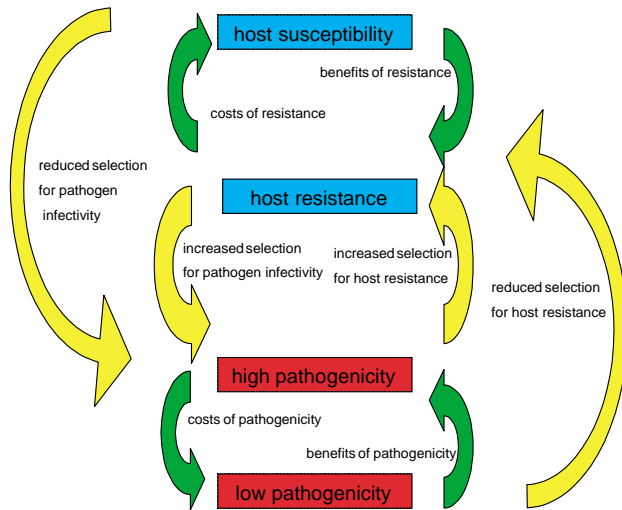 host susceptibility
benefits of resistance
costs of resistance
reduced selection
for pathogen
infectivity
host resistance
increased selection
for pathogen infectivity
increased selection
for host resistance
reduced selection
for host resistance
high pathogenicity
costs of pathogenicity
benefits of pathogenicity
low pathogenicity